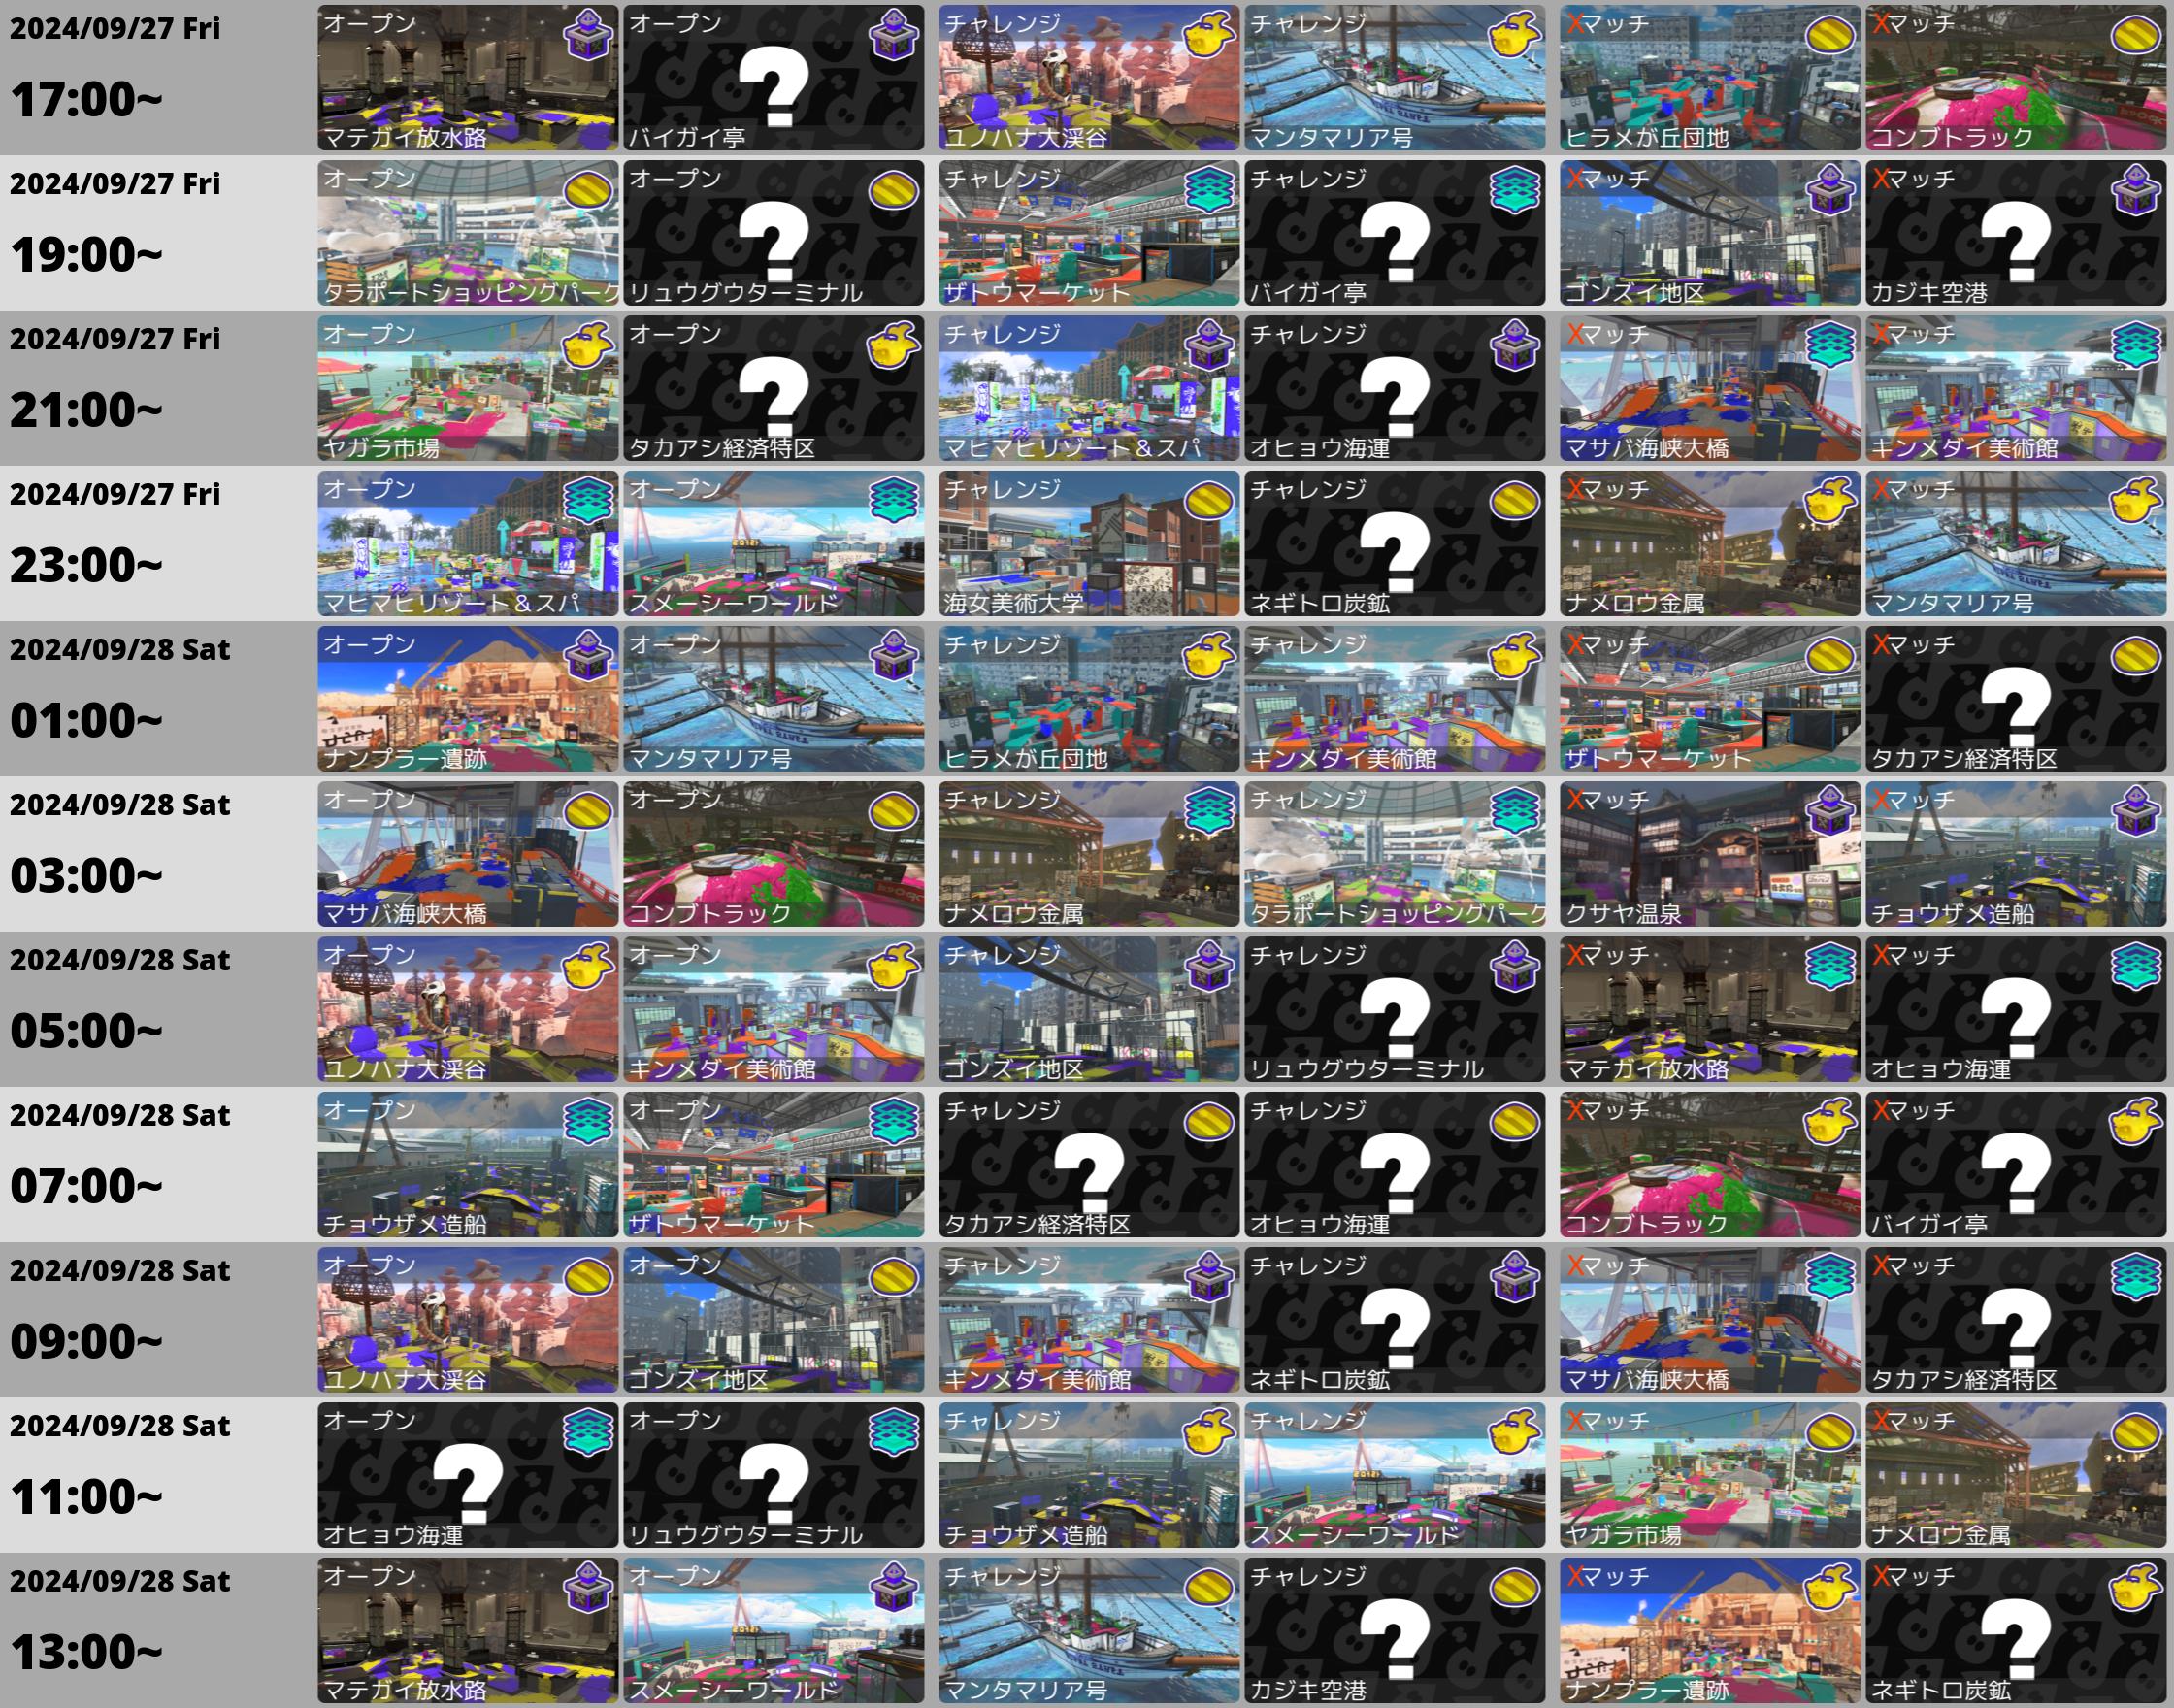 2024/09/27 Fri
17:00~
オープン
マテガイ放水路
オープン
バイガイ亭
チャレンジ
ユノハナ大渓谷
チャレンジ
マンタマリア号
Xマッチ
ヒラメが丘団地
Xマッチ
コンブトラック
2024/09/27 Fri
19:00~
オープン
タラポートショッピングパーク
オープン
リュウグウターミナル
チャレンジ
ザトウマーケット
チャレンジ
バイガイ亭
Xマッチ
ゴンズイ地区
Xマッチ
カジキ空港
2024/09/27 Fri
21:00~
オープン
ヤガラ市場
オープン
タカアシ経済特区
チャレンジ
マヒマヒリゾート＆スパ
チャレンジ
オヒョウ海運
Xマッチ
マサバ海峡大橋
Xマッチ
キンメダイ美術館
2024/09/27 Fri
23:00~
オープン
マヒマヒリゾート＆スパ
オープン
スメーシーワールド
チャレンジ
海女美術大学
チャレンジ
ネギトロ炭鉱
Xマッチ
ナメロウ金属
Xマッチ
マンタマリア号
2024/09/28 Sat
01:00~
オープン
ナンプラー遺跡
オープン
マンタマリア号
チャレンジ
ヒラメが丘団地
チャレンジ
キンメダイ美術館
Xマッチ
ザトウマーケット
Xマッチ
タカアシ経済特区
2024/09/28 Sat
03:00~
オープン
マサバ海峡大橋
オープン
コンブトラック
チャレンジ
ナメロウ金属
チャレンジ
タラポートショッピングパーク
Xマッチ
クサヤ温泉
Xマッチ
チョウザメ造船
2024/09/28 Sat
05:00~
オープン
ユノハナ大渓谷
オープン
キンメダイ美術館
チャレンジ
ゴンズイ地区
チャレンジ
リュウグウターミナル
Xマッチ
マテガイ放水路
Xマッチ
オヒョウ海運
2024/09/28 Sat
07:00~
オープン
チョウザメ造船
オープン
ザトウマーケット
チャレンジ
タカアシ経済特区
チャレンジ
オヒョウ海運
Xマッチ
コンブトラック
Xマッチ
バイガイ亭
2024/09/28 Sat
09:00~
オープン
ユノハナ大渓谷
オープン
ゴンズイ地区
チャレンジ
キンメダイ美術館
チャレンジ
ネギトロ炭鉱
Xマッチ
マサバ海峡大橋
Xマッチ
タカアシ経済特区
2024/09/28 Sat
11:00~
オープン
オヒョウ海運
オープン
リュウグウターミナル
チャレンジ
チョウザメ造船
チャレンジ
スメーシーワールド
Xマッチ
ヤガラ市場
Xマッチ
ナメロウ金属
2024/09/28 Sat
13:00~
オープン
マテガイ放水路
オープン
スメーシーワールド
チャレンジ
マンタマリア号
チャレンジ
カジキ空港
Xマッチ
ナンプラー遺跡
Xマッチ
ネギトロ炭鉱